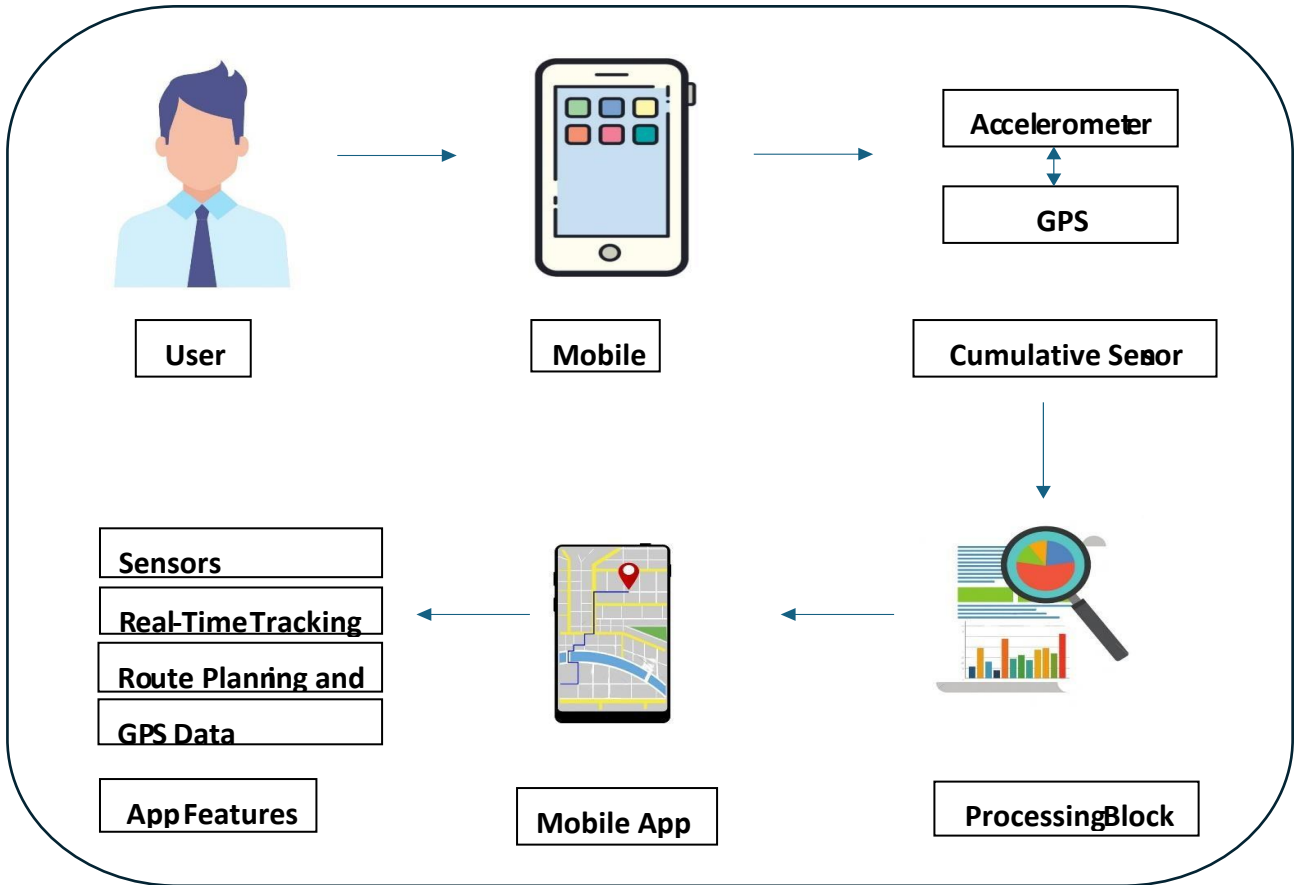 Accelerometer
GPS
User
Mobile
Cumulative Sensor
Sensors
Real-Time Tracking
Route Planning and
GPS Data
App Features
Mobile App
Processing Block